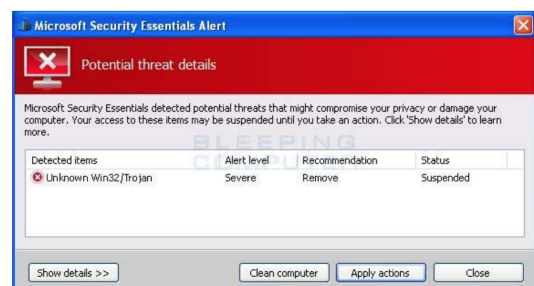 Microsoft Security Essentials Alert
Potential threat details
Microsoft Security Essentials detected potential threats that might compromise your privacy or damage your
computer. Your access to these items may be suspended until you take an action. Click 'Show details' to learn
more.
BLEEPING
COMPUTER
Detected items Alert level Recommendation Status
Unknown Win32/Trojan Severe Remove Suspended
Show details >> Clean computer Apply actions Close